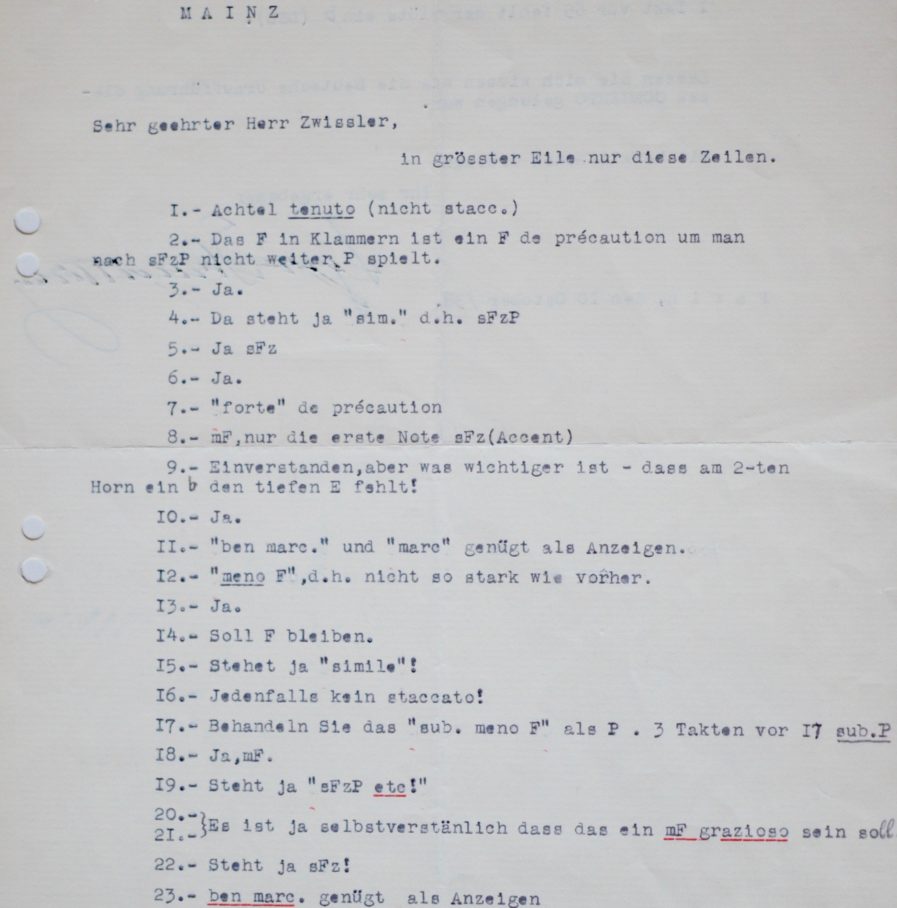 MAINZ
Sehr geehrter Herr Zwissler,
in grösster Eile nur diese Zeilen.
I.- Achtel tenuto (nicht stacc.)
2.- Das F in Klammern ist ein F de précaution um man
nach sFzP nicht weiter P spielt.
3.- Ja.
4.- Da steht ja "sim." d.h. sFzP
5.- Ja sFz
6.- Ja.
7.- "forte" de précaution
8.- mF,nur die erste Note sFz(Accent)
9.- Einverstanden,aber was wichtiger ist - dass am 2-ten
Horn ein ♭ den tiefen E fehlt!
IO.- Ja.
II.- "ben marc." und "marc" genügt als Anzeigen.
I2.- "meno F",d.h. nicht so stark wie vorher.
I3.- Ja.
I4.- Soll F bleiben.
I5.- Stehet ja "simile"!
I6.- Jedenfalls kein staccato!
I7.- Behandeln Sie das "sub. meno F" als P . 3 Takten vor I7 sub.P
I8.- Ja,mF.
I9.- Steht ja "sFzP etc!"
20.-
2I.-}Es ist ja selbstverstänlich dass das ein mF grazioso sein soll
22.- Steht ja sFz!
23.- ben marc. genügt als Anzeigen